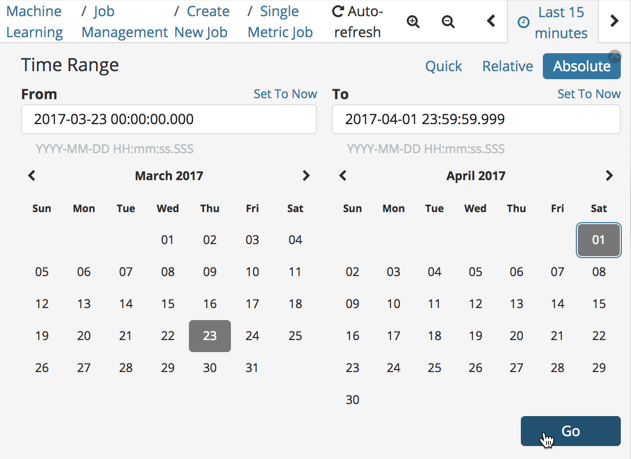 Machine / Job / Create / Single Auto- Last 15
Learning Management New Job Metric Job refresh minutes
Time Range Quick Relative Absolute
From Set To Now To Set To Now
2017-03-23 00:00:00.000 2017-04-01 23:59:59.999
YYYY-MM-DD HH:mm:ss.SSS YYYY-MM-DD HH:mm:ss.SSS
March 2017 April 2017
Sun Mon Tue Wed Thu Fri Sat Sun Mon Tue Wed Thu Fri Sat
01 02 03 04 01
05 06 07 08 09 10 11 02 03 04 05 06 07 08
12 13 14 15 16 17 18 09 10 11 12 13 14 15
19 20 21 22 23 24 25 16 17 18 19 20 21 22
26 27 28 29 30 31 23 24 25 26 27 28 29
30
Go